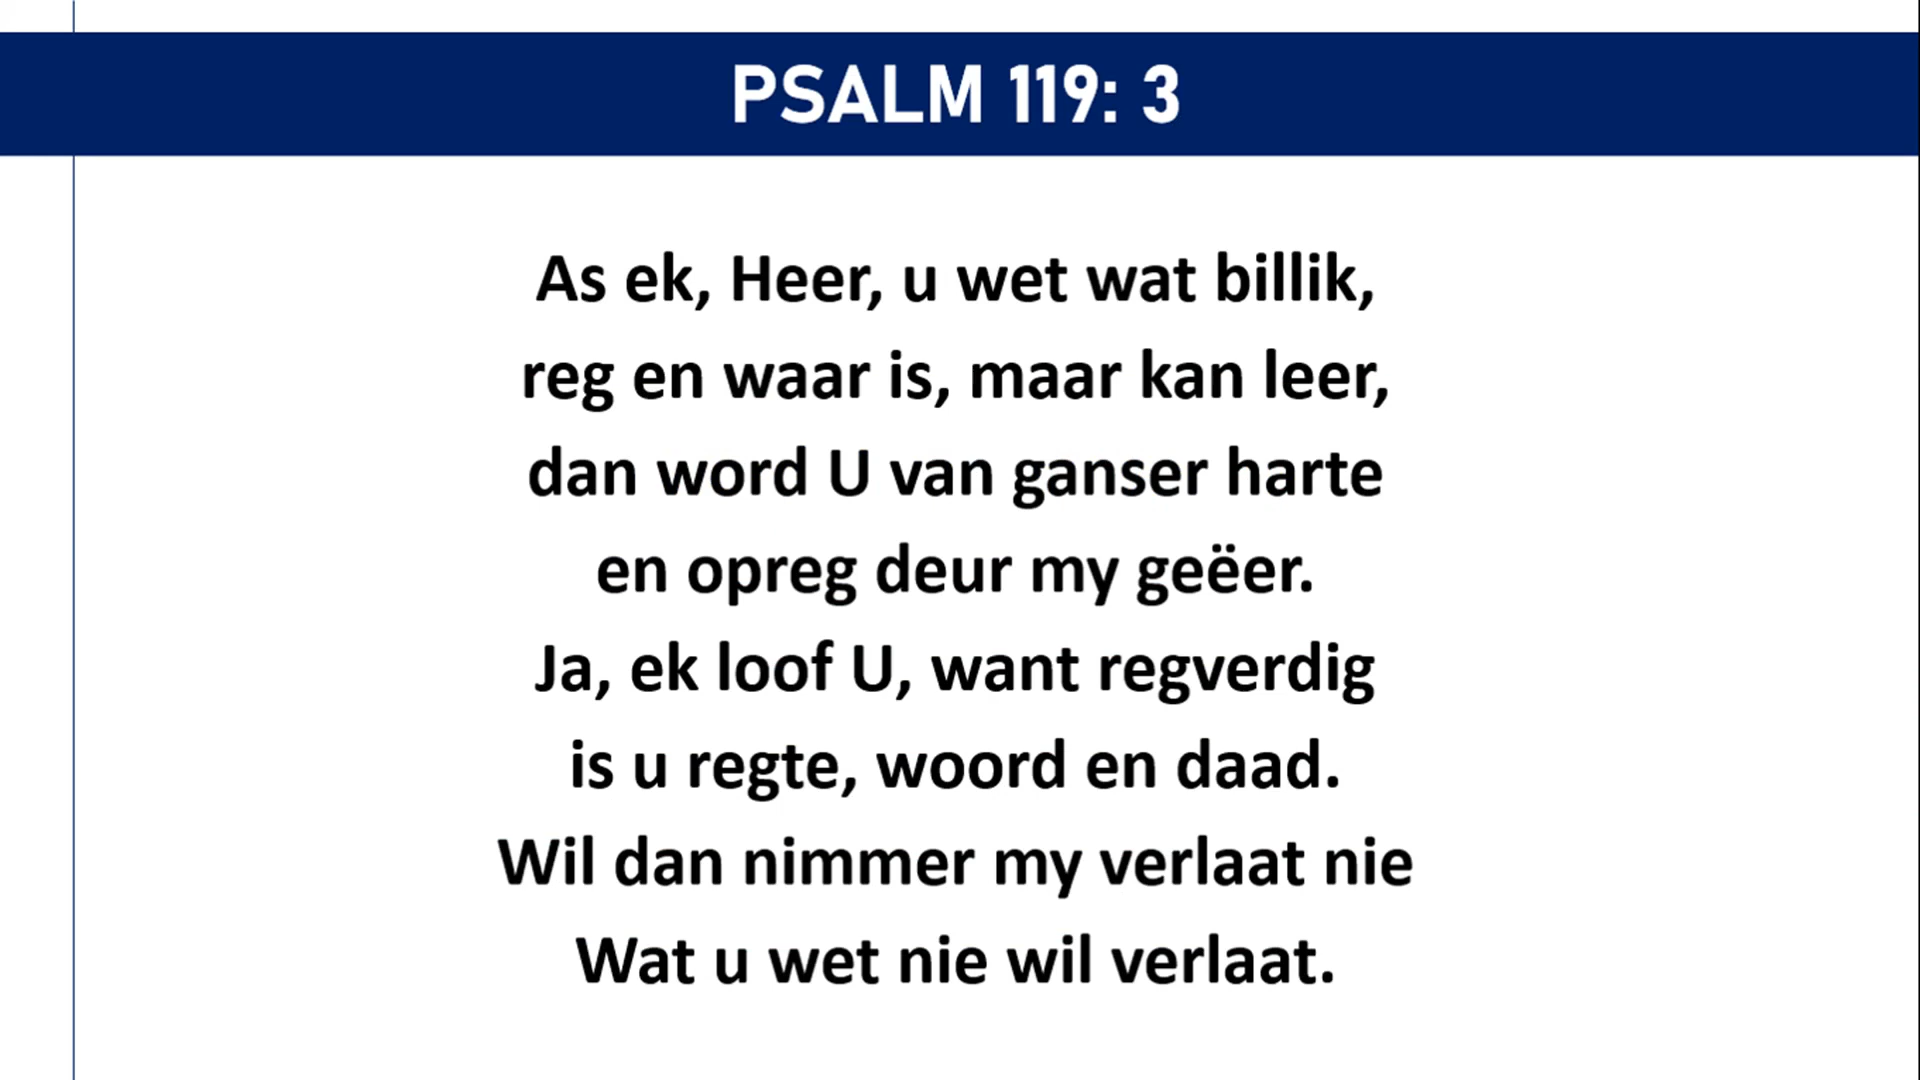 PSALM 119: 3
As ek, Heer, u wet wat billik,
reg en waar is, maar kan leer,
dan word U van ganser harte
en opreg deur my geëer.
Ja, ek loof U, want regverdig
is u regte, woord en daad.
Wil dan nimmer my verlaat nie
Wat u wet nie wil verlaat.